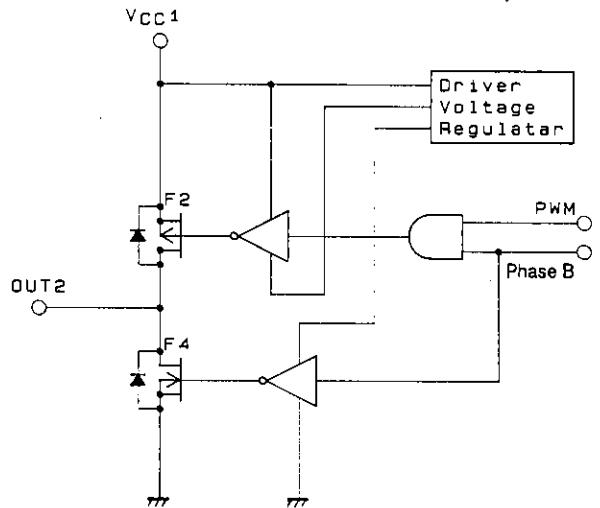 VCC1
Driver
Voltage
Regulatar
F2
PWM
Phase B
OUT2
F4